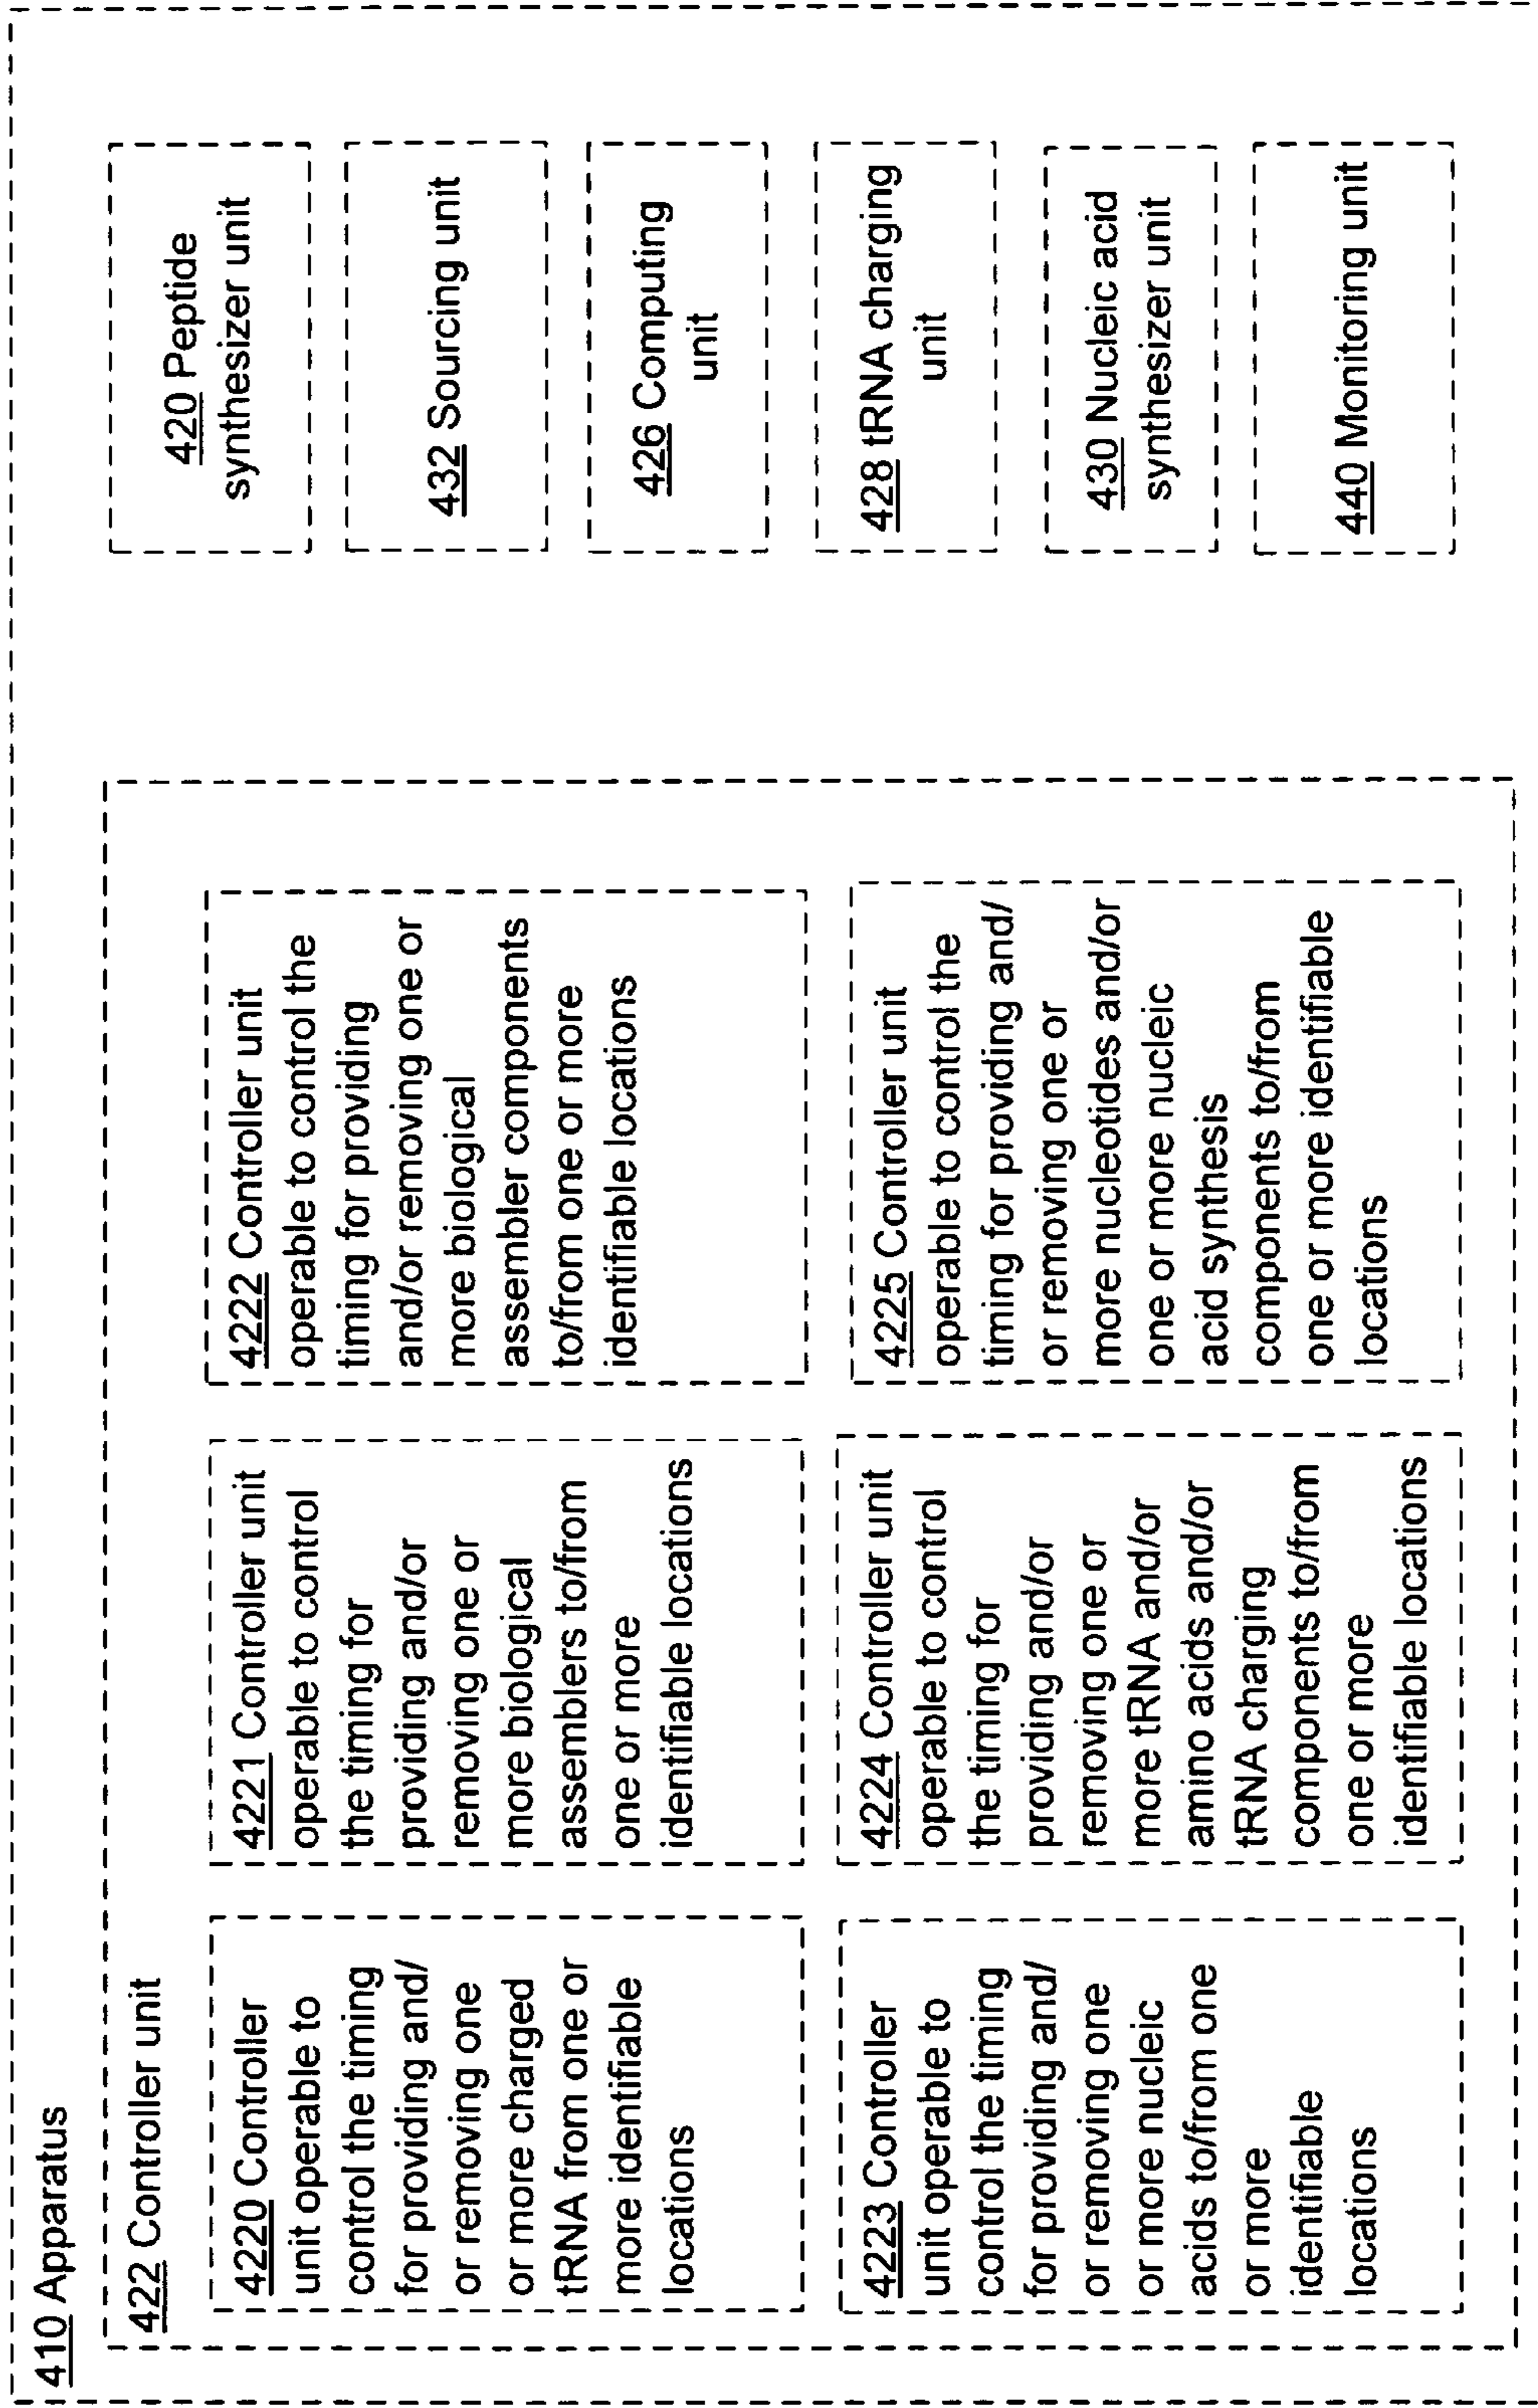 410 Apparatus
422 Controller unit
4220 Controller
unit operable to
control the timing
for providing and/
or removing one
or more charged
tRNA from one or
more identifiable
locations
4221 Controller unit
operable to control
the timing for
providing and/or
removing one or
more biological
assemblers to/from
one or more
identifiable locations
4222 Controller unit
operable to control the
timing for providing
and/or removing one or
more biological
assembler components
to/from one or more
identifiable locations
4223 Controller
unit operable to
control the timing
for providing and/
or removing one
or more nucleic
acids to/from one
or more
identifiable
locations
4224 Controller unit
operable to control
the timing for
providing and/or
removing one or
more tRNA and/or
amino acids and/or
tRNA charging
components to/from
one or more
identifiable locations
4225 Controller unit
operable to control the
timing for providing and/
or removing one or
more nucleotides and/or
one or more nucleic
acid synthesis
components to/from
one or more identifiable
locations
420 Peptide
synthesizer unit
432 Sourcing unit
426 Computing
unit
428 tRNA charging
unit
430 Nucleic acid
synthesizer unit
440 Monitoring unit